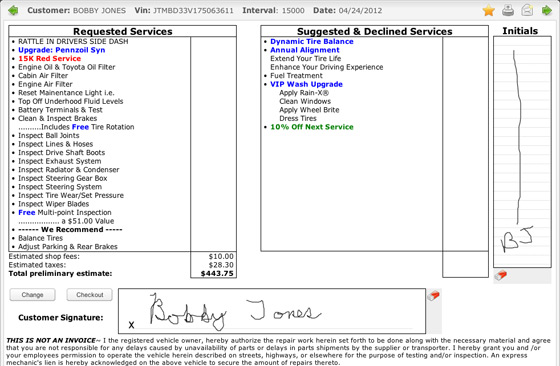 Customer: BOBBY JONES Vin: JTMBD33V175063611 Interval: 15000 Date: 04/24/2012
Requested Services
• RATTLE IN DRIVERS SIDE DASH
• Upgrade: Pennzoil Syn
• 15K Red Service
• Engine Oil & Toyota Oil Filter
• Cabin Air Filter
• Engine Air Filter
• Reset Mainentance Light i.e.
• Top Off Underhood Fluid Levels
• Battery Terminals & Test
• Clean & Inspect Brakes
..........Includes Free Tire Rotation
• Inspect Ball Joints
• Inspect Lines & Hoses
• Inspect Drive Shaft Boots
• Inspect Exhaust System
• Inspect Radiator & Condenser
• Inspect Steering Gear Box
• Inspect Steering System
• Inspect Tire Wear/Set Pressure
• Inspect Wiper Blades
• Free Multi-point Inspection
.................. a $51.00 Value
• ------ We Recommend -----
• Balance Tires
• Adjust Parking & Rear Brakes
Estimated shop fees: $10.00
Estimated taxes: $28.30
Total preliminary estimate: $443.75
Suggested & Declined Services
• Dynamic Tire Balance
• Annual Alignment
Extend Your Tire Life
Enhance Your Driving Experience
• Fuel Treatment
• VIP Wash Upgrade
Apply Rain-X®
Clean Windows
Apply Wheel Brite
Dress Tires
• 10% Off Next Service
Initials
BJ
Change Checkout
Customer Signature: X Bobby Jones
THIS IS NOT AN INVOICE~ I the registered vehicle owner, hereby authorize the repair work herein set forth to be done along with the necessary material and agree
that you are not responsible for any delays caused by unavailability of parts or delays in parts shipments by the supplier or transporter. I hereby grant you and /or
your employees permission to operate the vehicle herein described on streets, highways, or elsewhere for the purpose of testing and/or inspection. An express
mechanic's lien is hereby acknowledged on the above vehicle to secure the amount of repairs thereto.